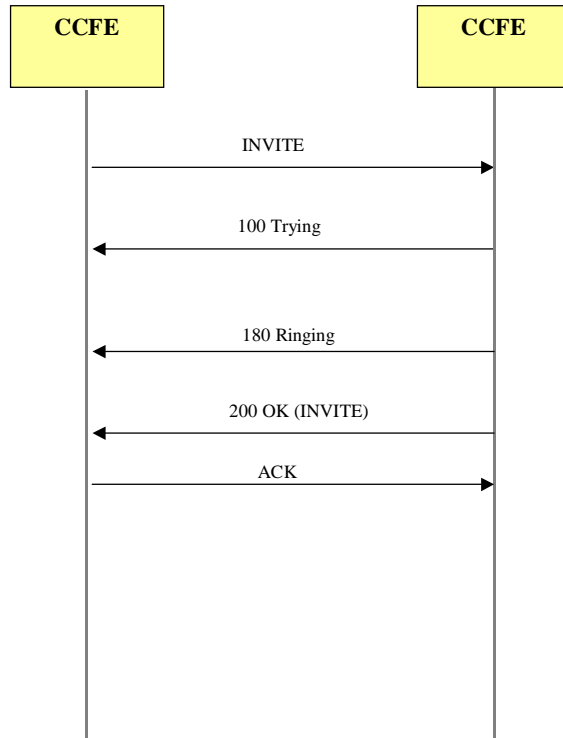 CCFE
CCFE
INVITE
100 Trying
180 Ringing
200 OK (INVITE)
ACK